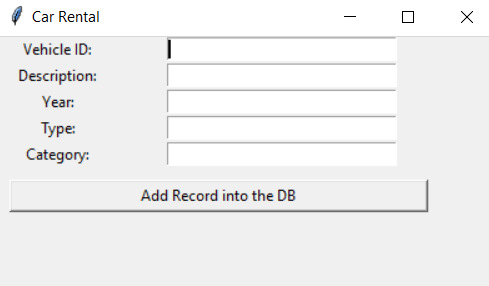 Car Rental
Vehicle ID:
Description:
Year:
Type:
Category:
Add Record into the DB